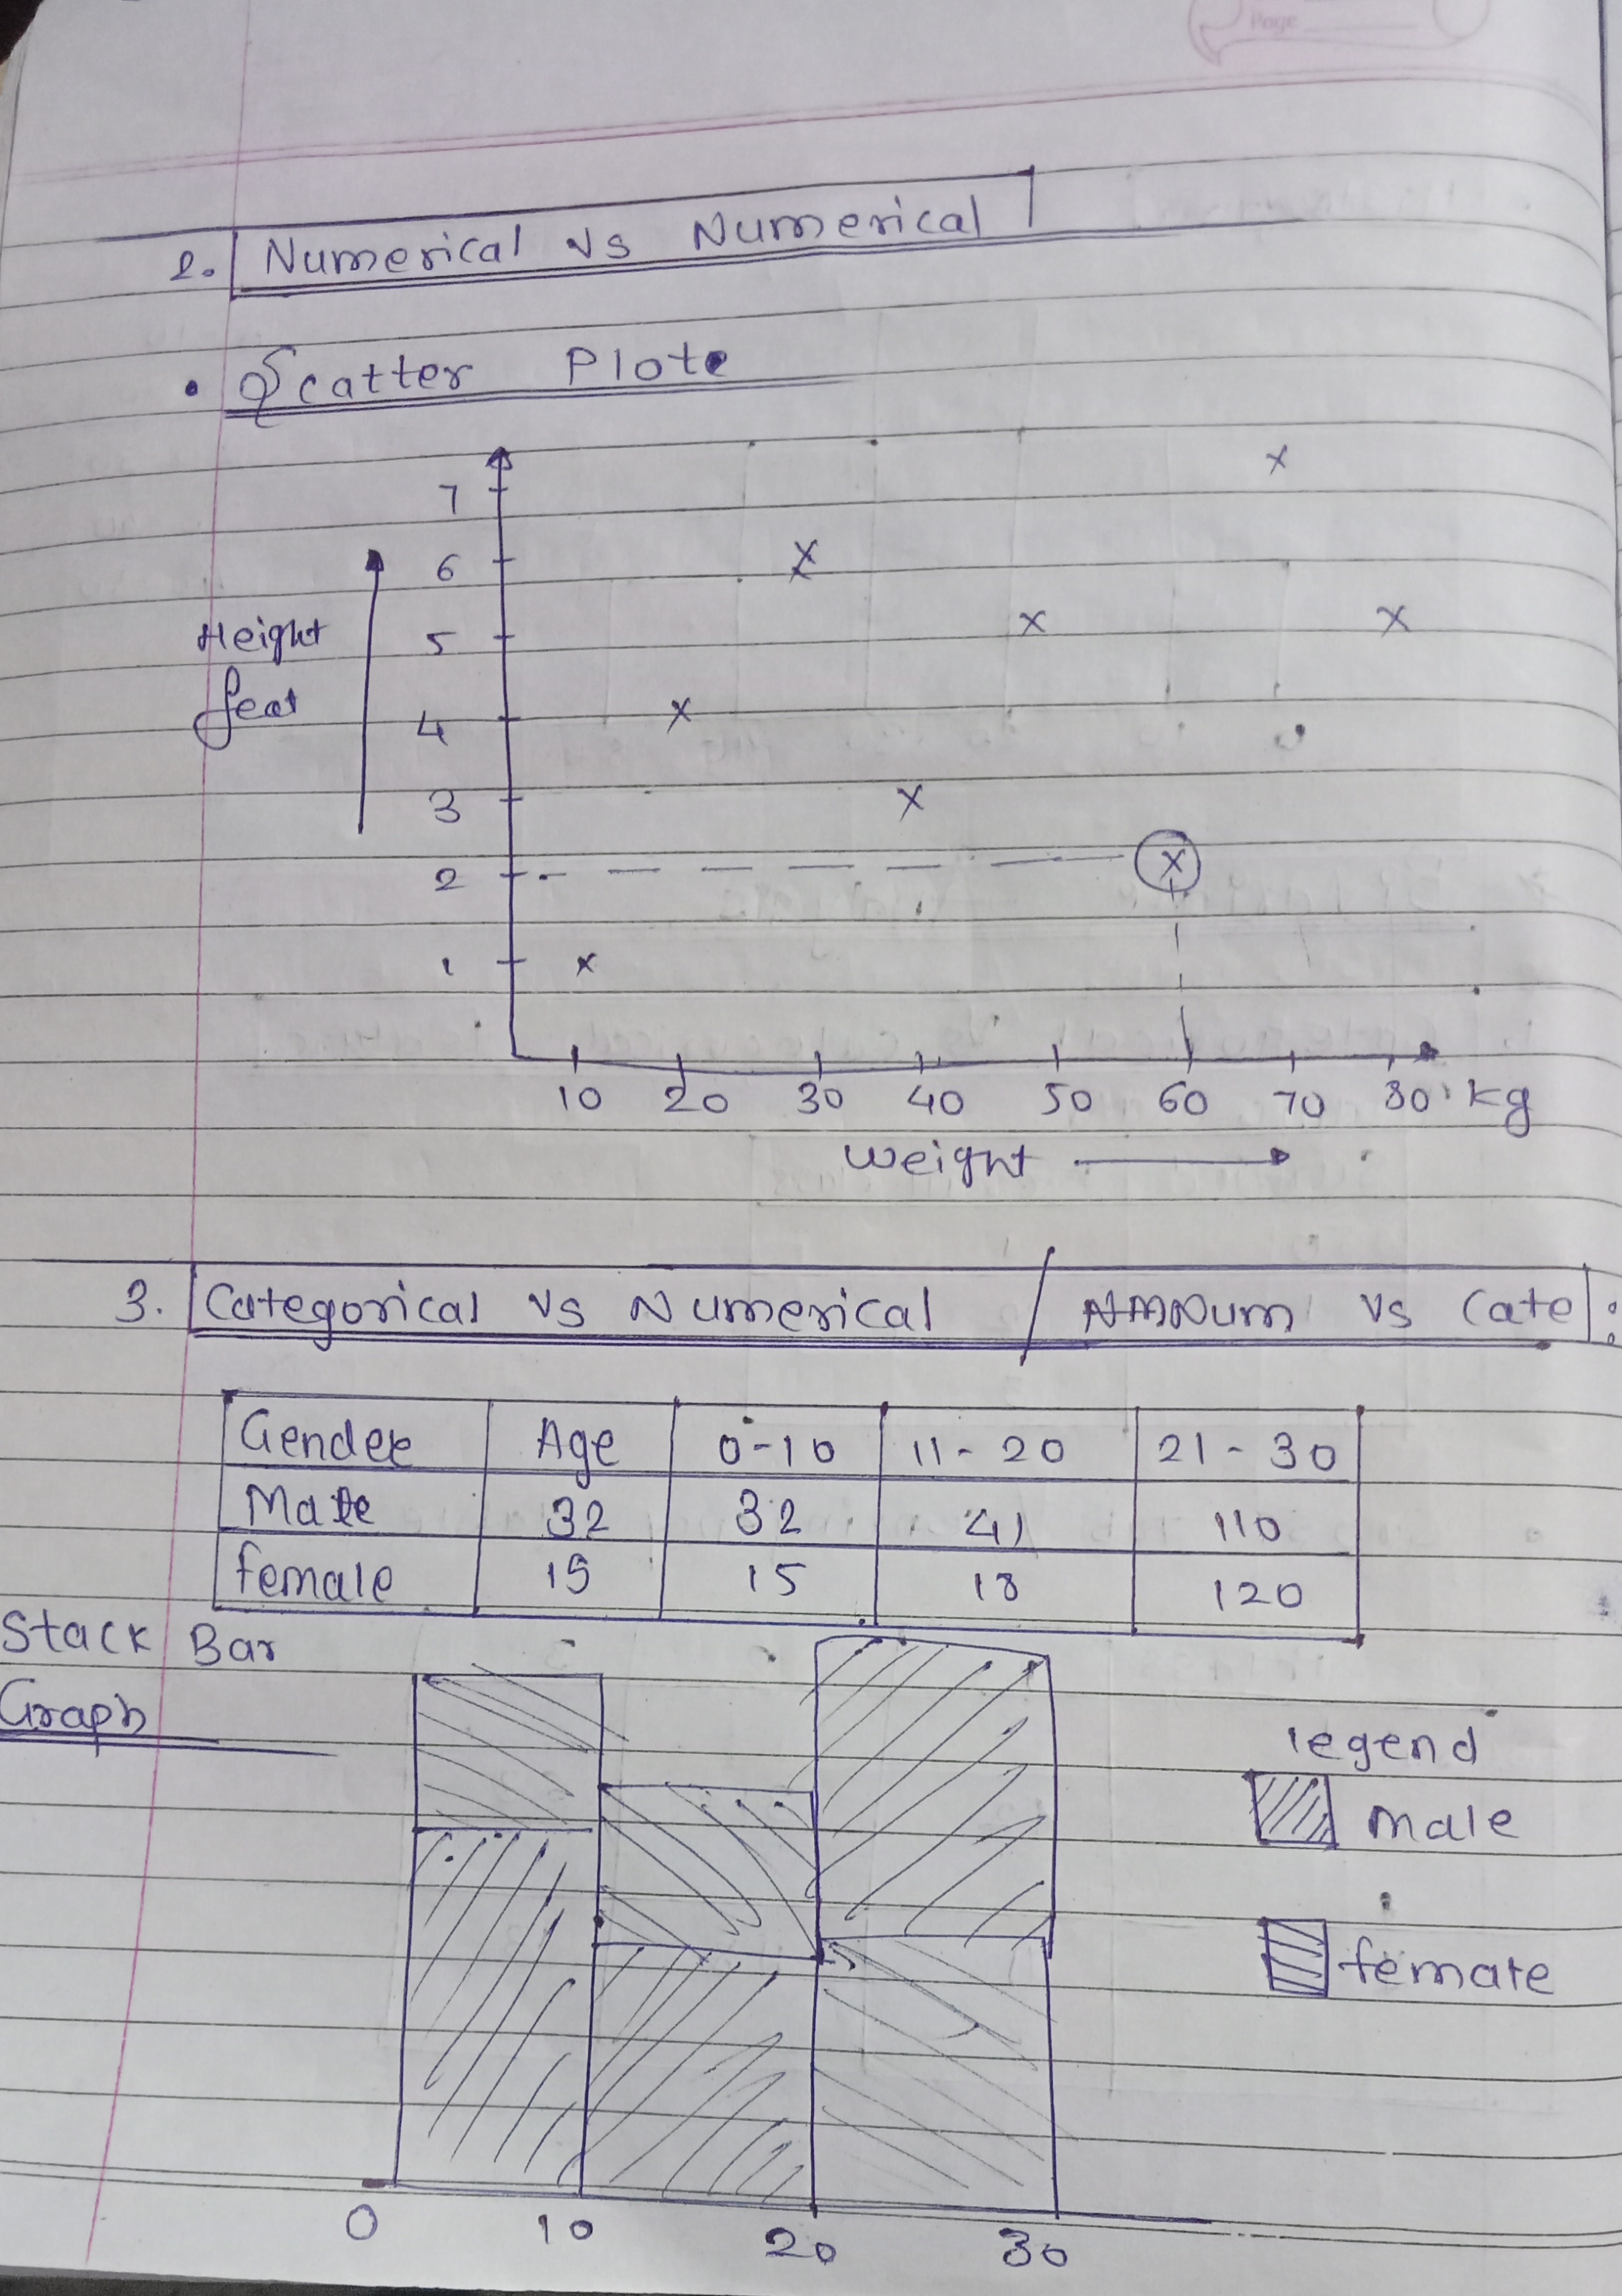 Page
2. Numerical vs Numerical
• Scatter Plote
7
6
Height
5
feat
4
3
2
1
10 20 30 40 50 60 70 80 kg
weight
3. Categorical vs Numerical / Num vs Cate :
Gender Age 0-10 11-20 21-30
Male 32 32 41 110
female 15 15 18 120
Stack Bar
Graph
legend
male
female
0 10 20 30